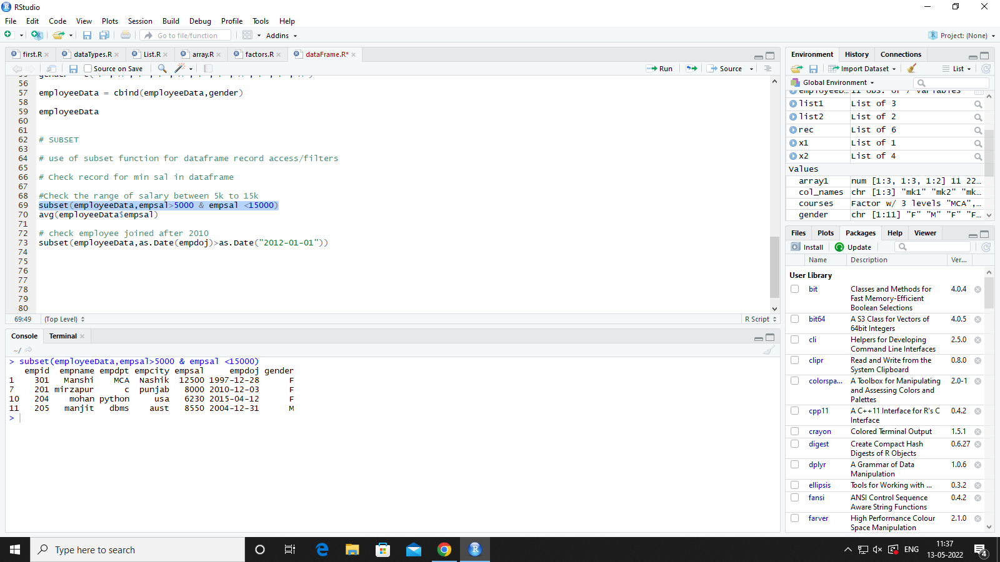 RStudio
File Edit Code View Plots Session Build Debug Profile Tools Help
Go to file/function Addins Project: (None)
first.R dataTypes.R List.R array.R factors.R dataFrame.R*
Source on Save Run Source
56
57 employeeData = cbind(employeeData,gender)
58
59 employeeData
60
61
62 # SUBSET
63
64 # use of subset function for dataframe record access/filters
65
66 # Check record for min sal in dataframe
67
68 #Check the range of salary between 5k to 15k
69 subset(employeeData,empsal>5000 & empsal <15000)
70 avg(employeeData$empsal)
71
72 # check employee joined after 2010
73 subset(employeeData,as.Date(empdoj)>as.Date("2012-01-01"))
74
75
76
77
78
79
80
69:49 (Top Level) R Script
Console Terminal
~/
> subset(employeeData,empsal>5000 & empsal <15000)
empid empname empdpt empcity empsal empdoj gender
1 301 Manshi MCA Nashik 12500 1997-12-28 F
7 201 mirzapur c punjab 8000 2010-12-03 F
10 204 mohan python usa 6230 2015-04-12 F
11 205 manjit dbms aust 8550 2004-12-31 M
>
Environment History Connections
Import Dataset List
Global Environment
employeeD… 11 obs. of 7 variables
list1 List of 3
list2 List of 2
rec List of 6
x1 List of 1
x2 List of 4
Values
array1 num [1:3, 1:3, 1:2] 11 22…
col_names chr [1:3] "mk1" "mk2" "mk…
courses Factor w/ 3 levels "MCA",…
gender chr [1:11] "F" "M" "F" "F…
Files Plots Packages Help Viewer
Install Update
Name Description Ver...
User Library
bit Classes and Methods for Fast Memory-Efficient Boolean Selections 4.0.4
bit64 A S3 Class for Vectors of 64bit Integers 4.0.5
cli Helpers for Developing Command Line Interfaces 2.5.0
clipr Read and Write from the System Clipboard 0.8.0
colorspa... A Toolbox for Manipulating and Assessing Colors and Palettes 2.0-1
cpp11 A C++11 Interface for R's C Interface 0.4.2
crayon Colored Terminal Output 1.5.1
digest Create Compact Hash Digests of R Objects 0.6.27
dplyr A Grammar of Data Manipulation 1.0.6
ellipsis Tools for Working with ... 0.3.2
fansi ANSI Control Sequence Aware String Functions 0.4.2
farver High Performance Colour Space Manipulation 2.1.0
Type here to search
ENG
11:37
13-05-2022
4